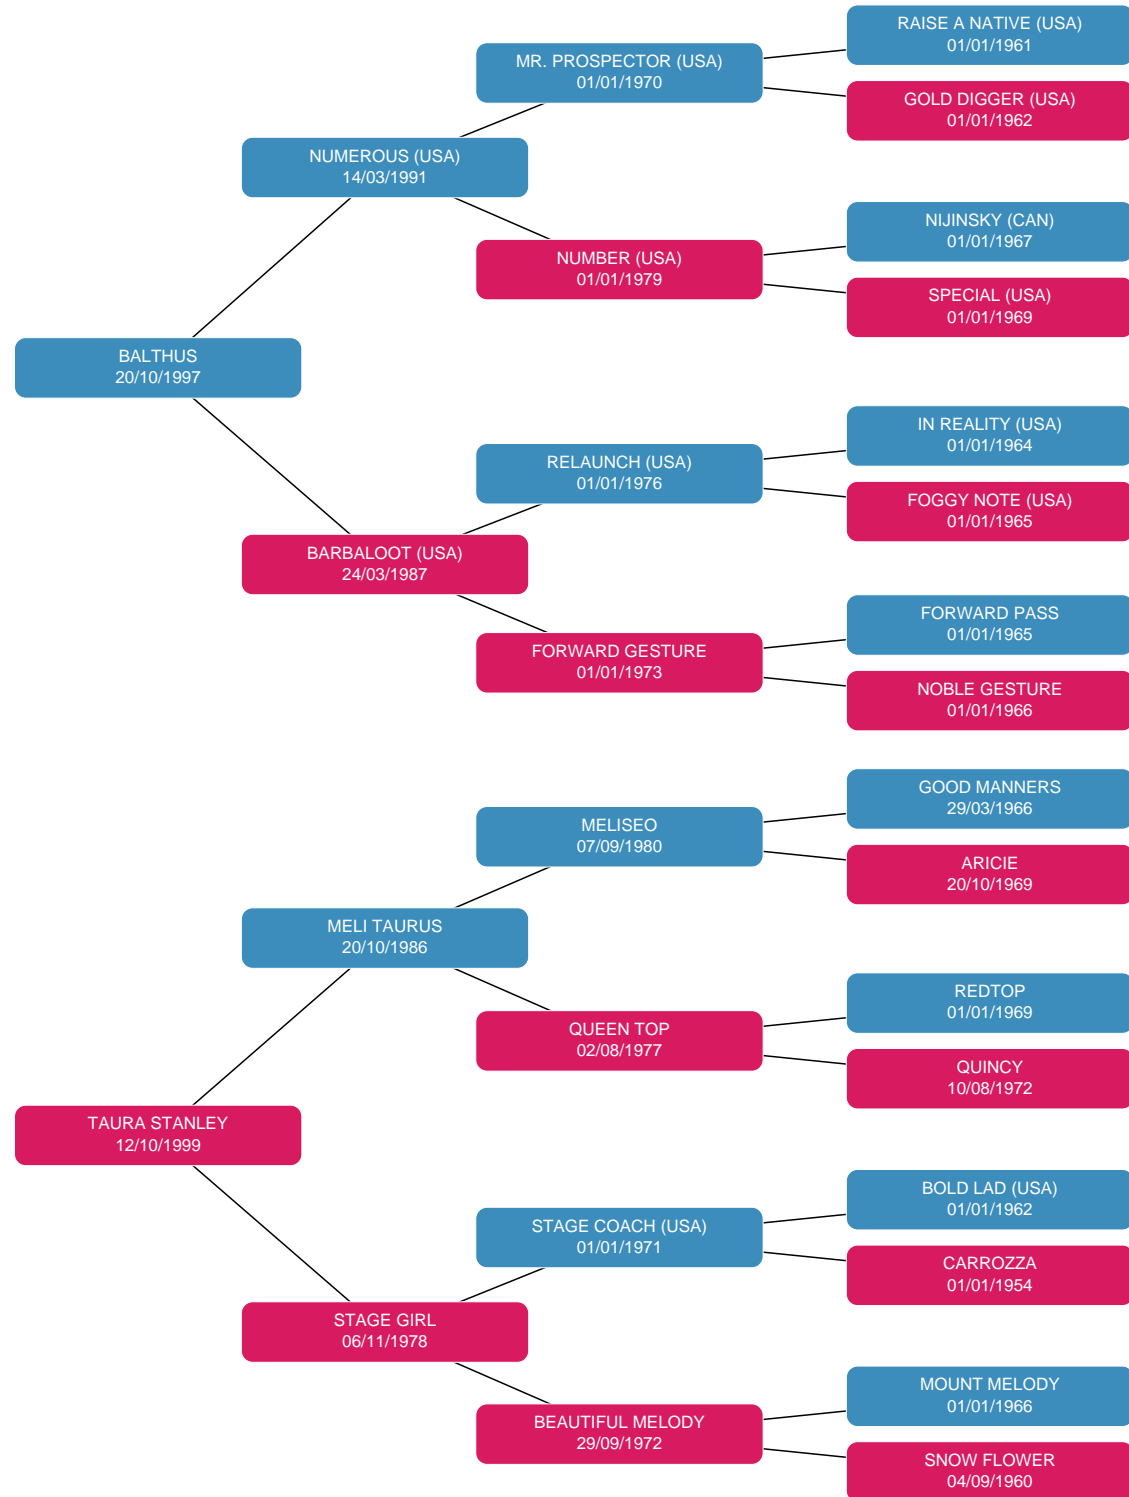 RAISE A NATIVE (USA)
01/01/1961
MR. PROSPECTOR (USA)
01/01/1970
GOLD DIGGER (USA)
01/01/1962
NUMEROUS (USA)
14/03/1991
NIJINSKY (CAN)
01/01/1967
NUMBER (USA)
01/01/1979
SPECIAL (USA)
01/01/1969
BALTHUS
20/10/1997
IN REALITY (USA)
01/01/1964
RELAUNCH (USA)
01/01/1976
FOGGY NOTE (USA)
01/01/1965
BARBALOOT (USA)
24/03/1987
FORWARD PASS
01/01/1965
FORWARD GESTURE
01/01/1973
NOBLE GESTURE
01/01/1966
GOOD MANNERS
29/03/1966
MELISEO
07/09/1980
ARICIE
20/10/1969
MELI TAURUS
20/10/1986
REDTOP
01/01/1969
QUEEN TOP
02/08/1977
QUINCY
10/08/1972
TAURA STANLEY
12/10/1999
BOLD LAD (USA)
01/01/1962
STAGE COACH (USA)
01/01/1971
CARROZZA
01/01/1954
STAGE GIRL
06/11/1978
MOUNT MELODY
01/01/1966
BEAUTIFUL MELODY
29/09/1972
SNOW FLOWER
04/09/1960